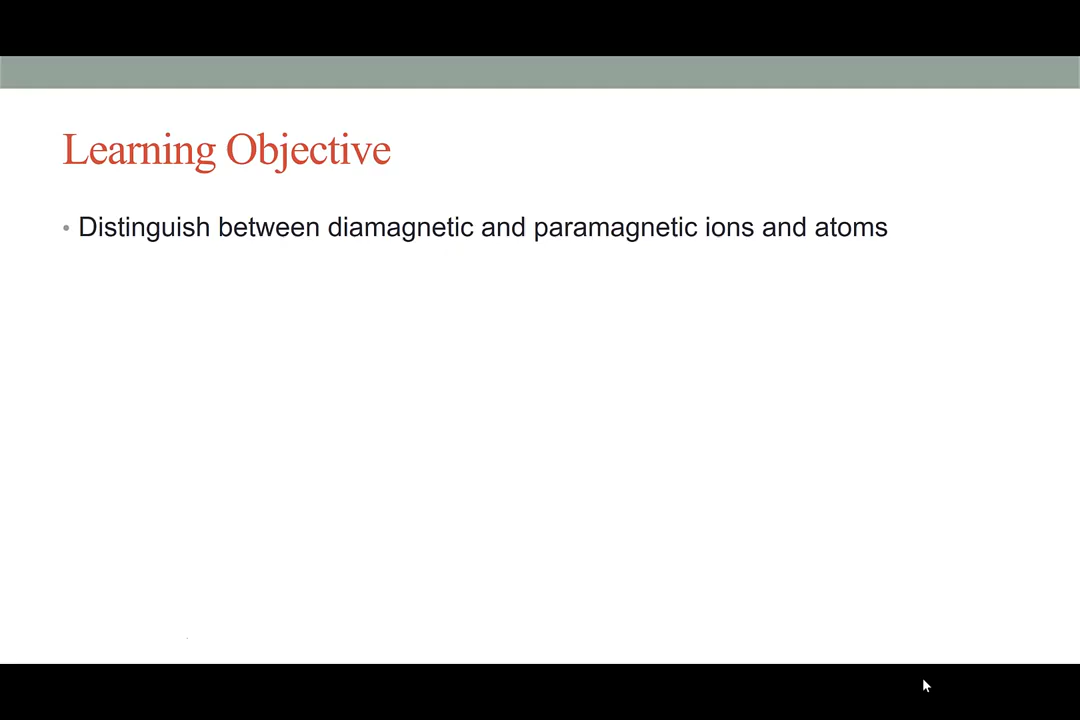 Learning Objective
• Distinguish between diamagnetic and paramagnetic ions and atoms